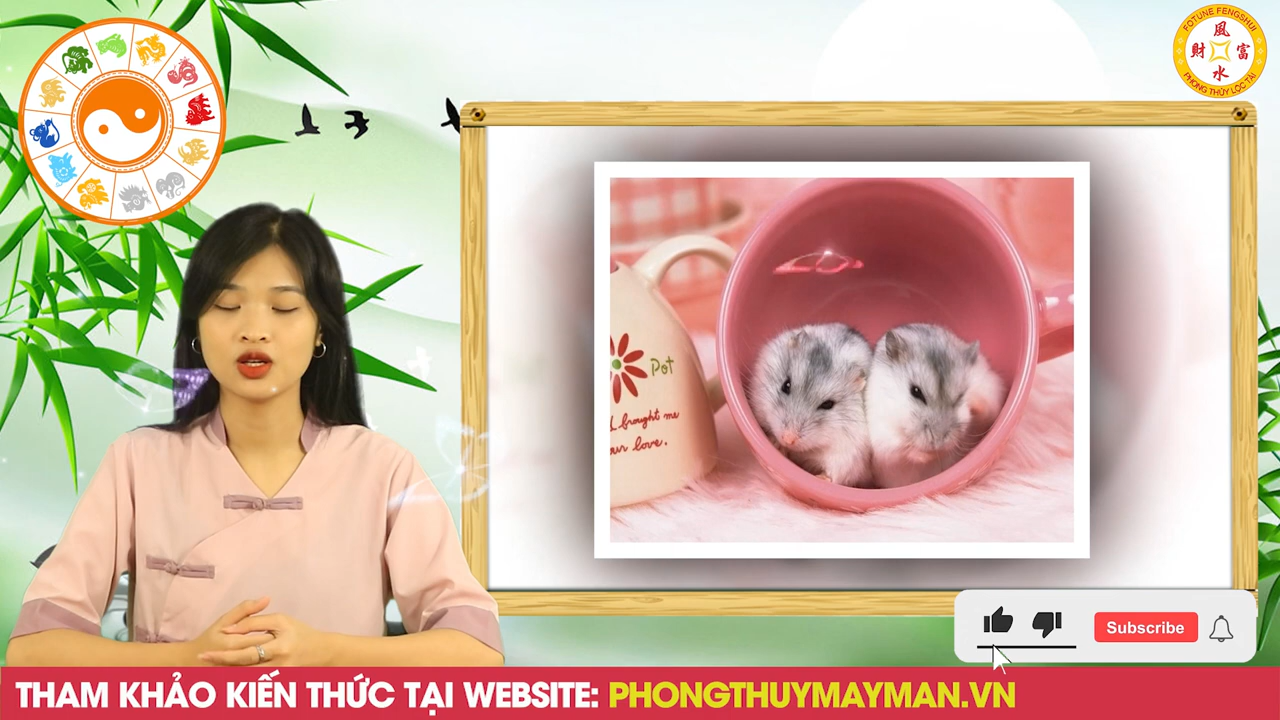 FOTUNE FENGSHUI
風
財 富
水
PHONG THỦY LỘC TÀI
Pot
brought me
love.
Subscribe
THAM KHẢO KIẾN THỨC TẠI WEBSITE: PHONGTHUYMAYMAN.VN